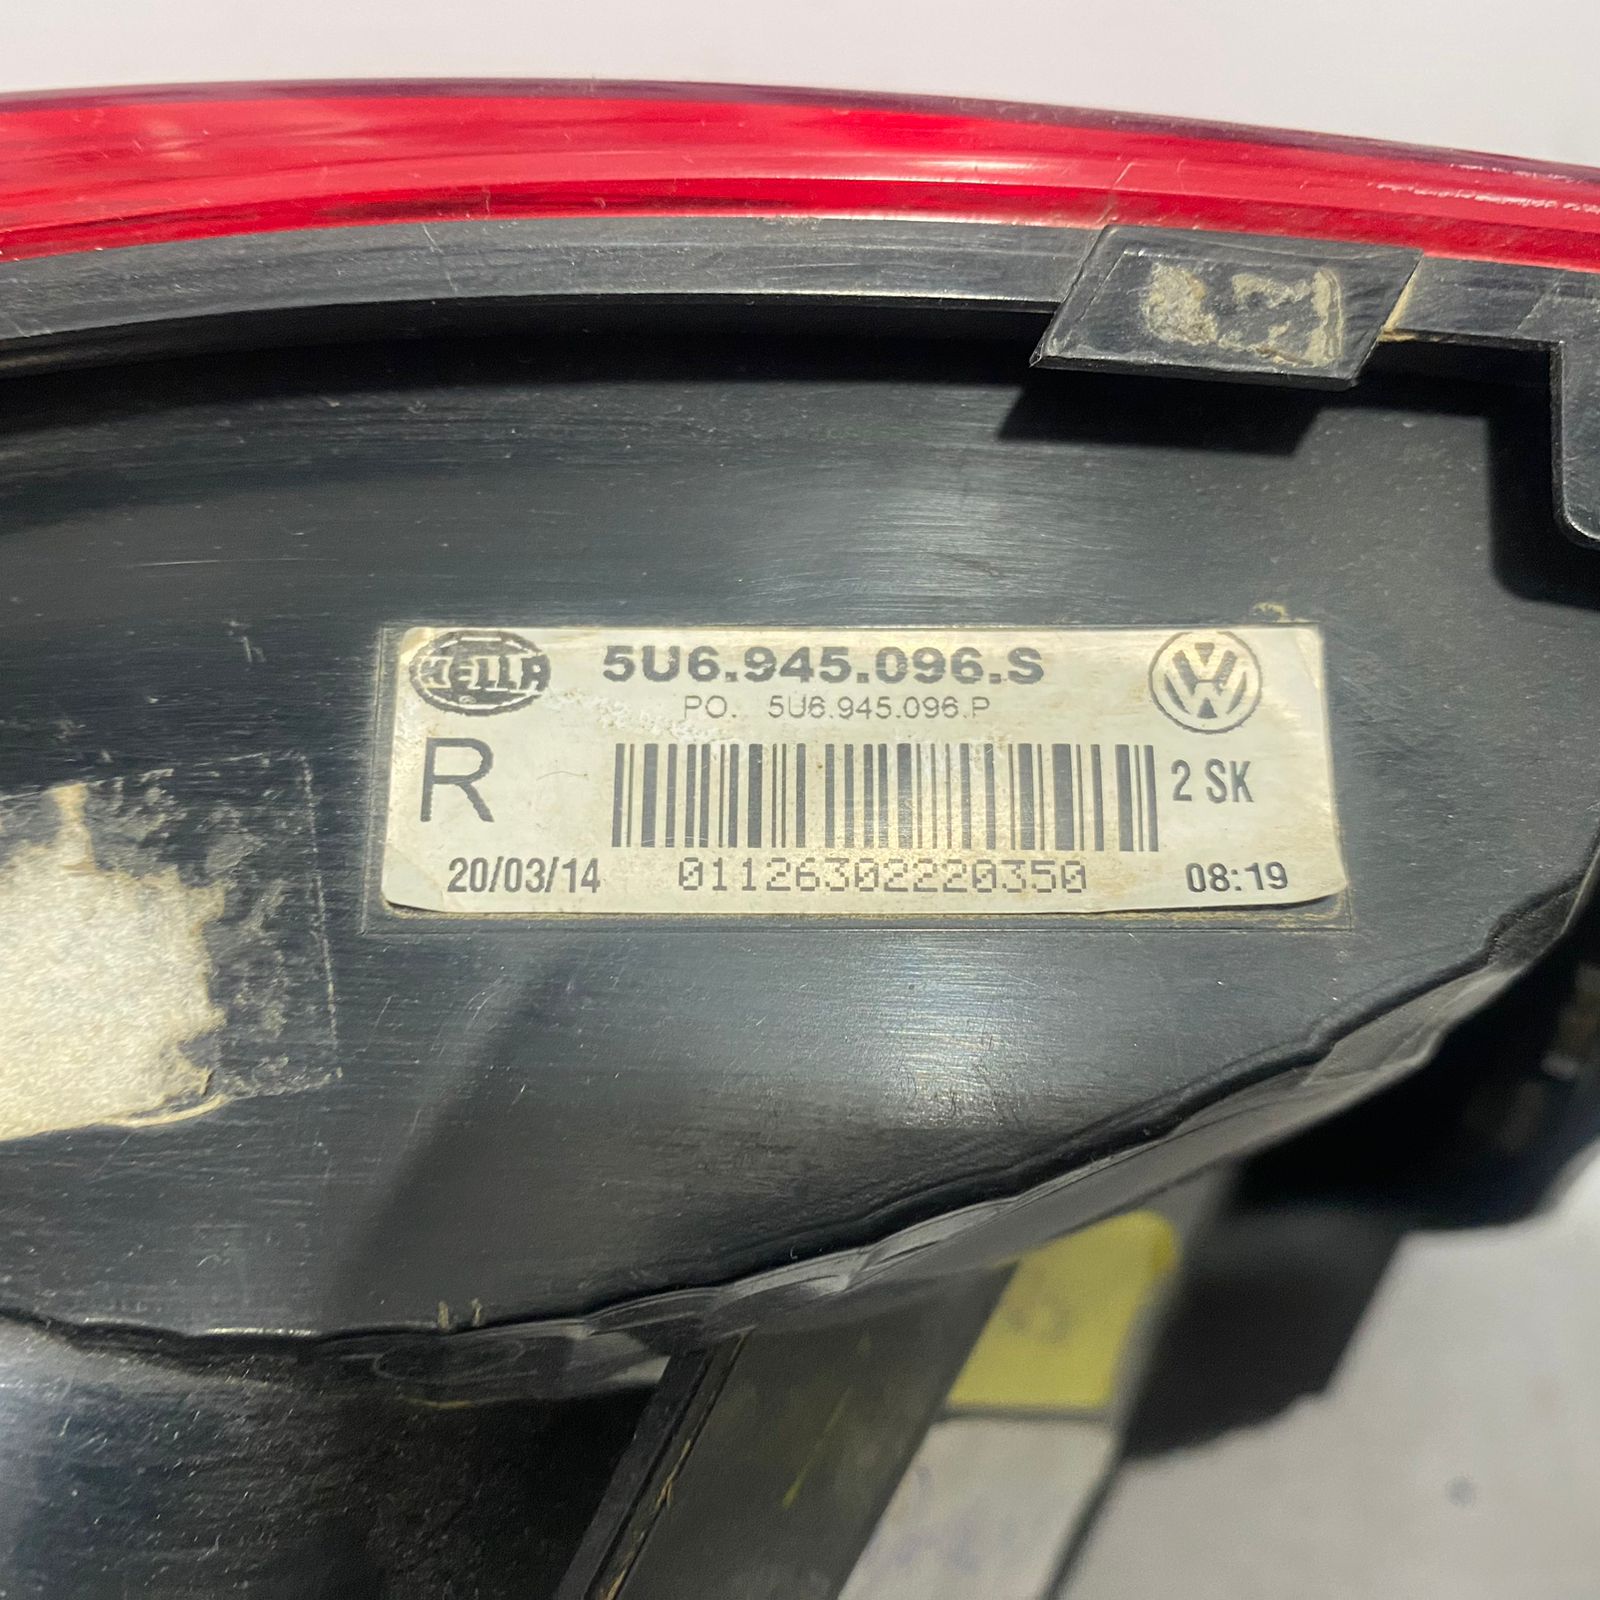 HELLA
5U6.945.096.S
PO. 5U6.945.096.P
R
2 SK
20/03/14
01126302220350
08:19